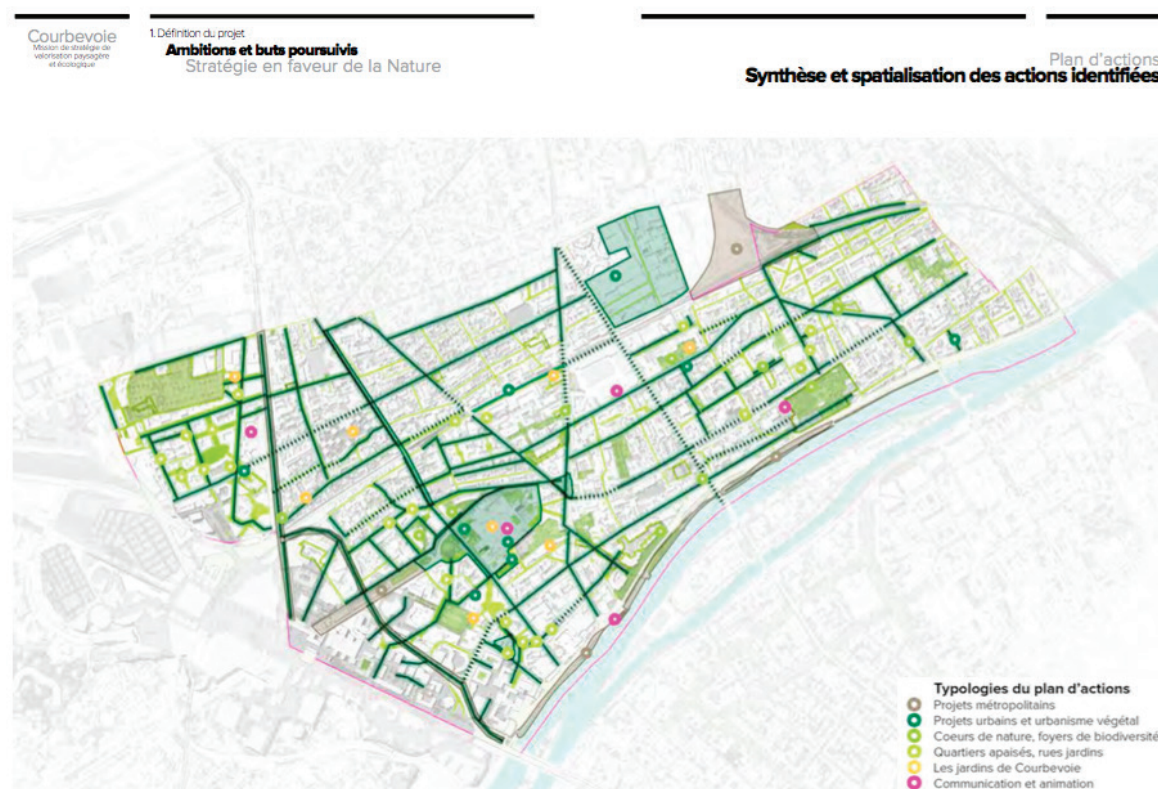 Courbevoie
Mission de stratégie de
valorisation paysagère
et écologique
1. Définition du projet
Ambitions et buts poursuivis
Stratégie en faveur de la Nature
Plan d'actions
Synthèse et spatialisation des actions identifiées
Typologies du plan d'actions
Projets métropolitains
Projets urbains et urbanisme végétal
Coeurs de nature, foyers de biodiversité
Quartiers apaisés, rues jardins
Les jardins de Courbevoie
Communication et animation